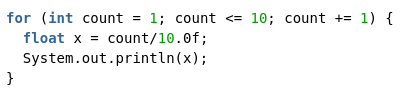 for (int count = 1; count <= 10; count += 1) {
  float x = count/10.0f;
  System.out.println(x);
}